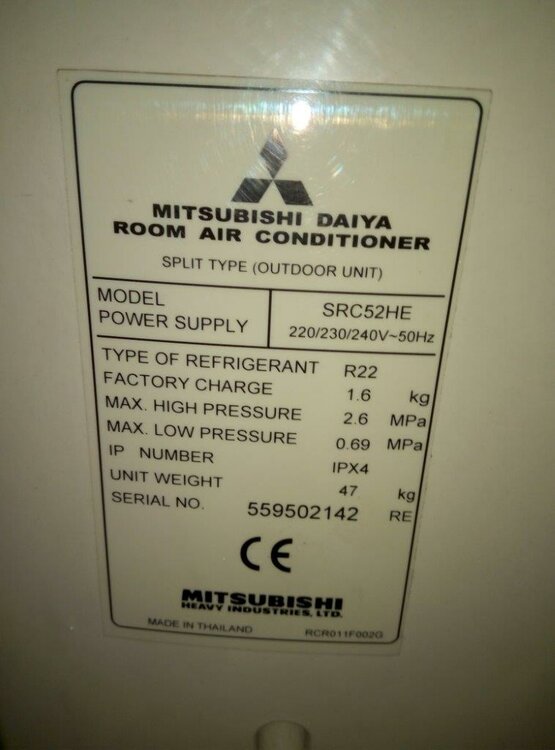 MITSUBISHI DAIYA
ROOM AIR CONDITIONER
SPLIT TYPE (OUTDOOR UNIT)
MODEL SRC52HE
POWER SUPPLY 220/230/240V~50Hz
TYPE OF REFRIGERANT R22
FACTORY CHARGE 1.6 kg
MAX. HIGH PRESSURE 2.6 MPa
MAX. LOW PRESSURE 0.69 MPa
IP NUMBER IPX4
UNIT WEIGHT 47 kg
SERIAL NO. 559502142 RE
CE
MITSUBISHI
HEAVY INDUSTRIES, LTD.
MADE IN THAILAND RCR011F002G